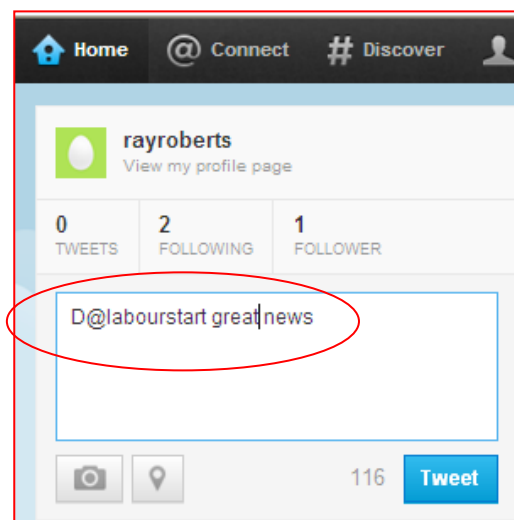 Home @ Connect # Discover
rayroberts
View my profile page
0 2 1
TWEETS FOLLOWING FOLLOWER
D@labourstart great news
116 Tweet